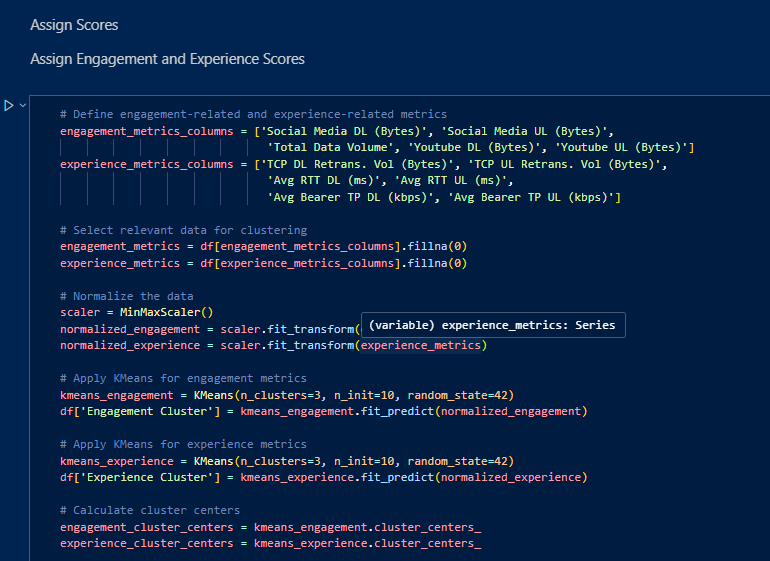 Assign Scores
Assign Engagement and Experience Scores
# Define engagement-related and experience-related metrics
engagement_metrics_columns = ['Social Media DL (Bytes)', 'Social Media UL (Bytes)',
'Total Data Volume', 'Youtube DL (Bytes)', 'Youtube UL (Bytes)']
experience_metrics_columns = ['TCP DL Retrans. Vol (Bytes)', 'TCP UL Retrans. Vol (Bytes)',
'Avg RTT DL (ms)', 'Avg RTT UL (ms)',
'Avg Bearer TP DL (kbps)', 'Avg Bearer TP UL (kbps)']
# Select relevant data for clustering
engagement_metrics = df[engagement_metrics_columns].fillna(0)
experience_metrics = df[experience_metrics_columns].fillna(0)
# Normalize the data
scaler = MinMaxScaler()
normalized_engagement = scaler.fit_transform(
(variable) experience_metrics: Series
normalized_experience = scaler.fit_transform(experience_metrics)
# Apply KMeans for engagement metrics
kmeans_engagement = KMeans(n_clusters=3, n_init=10, random_state=42)
df['Engagement Cluster'] = kmeans_engagement.fit_predict(normalized_engagement)
# Apply KMeans for experience metrics
kmeans_experience = KMeans(n_clusters=3, n_init=10, random_state=42)
df['Experience Cluster'] = kmeans_experience.fit_predict(normalized_experience)
# Calculate cluster centers
engagement_cluster_centers = kmeans_engagement.cluster_centers_
experience_cluster_centers = kmeans_experience.cluster_centers_